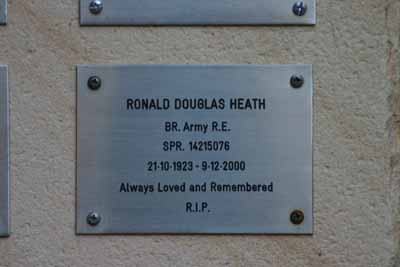 RONALD DOUGLAS HEATH
BR. Army R.E.
SPR. 14215076
21-10-1923 - 9-12-2000
Always Loved and Remembered
R.I.P.